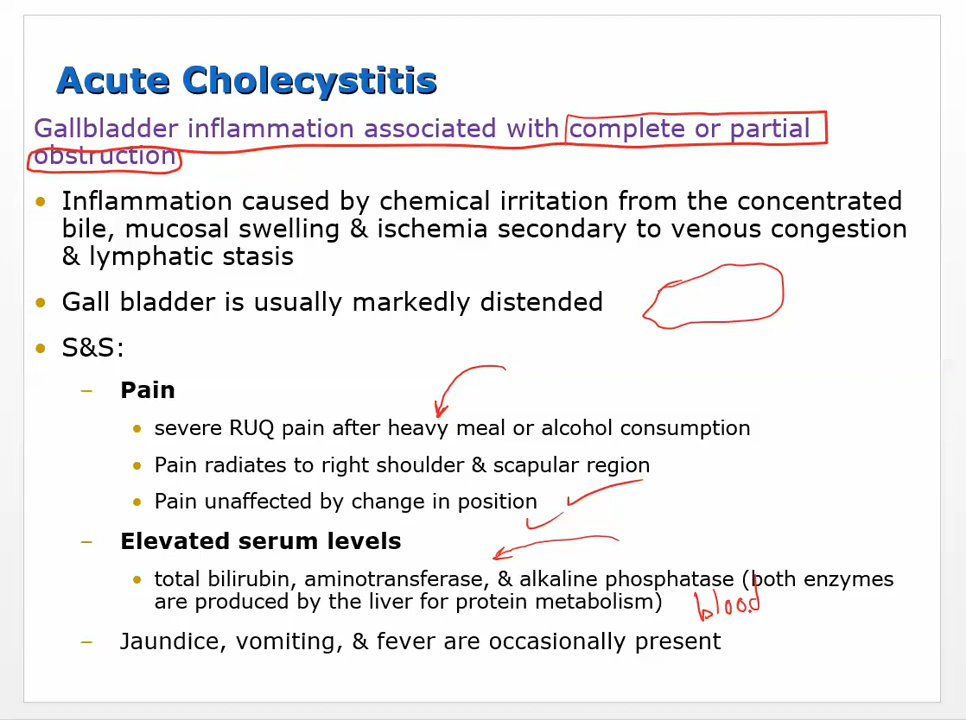 Acute Cholecystitis
Gallbladder inflammation associated with complete or partial
obstruction
• Inflammation caused by chemical irritation from the concentrated
bile, mucosal swelling & ischemia secondary to venous congestion
& lymphatic stasis
• Gall bladder is usually markedly distended
• S&S:
– Pain
• severe RUQ pain after heavy meal or alcohol consumption
• Pain radiates to right shoulder & scapular region
• Pain unaffected by change in position
– Elevated serum levels
• total bilirubin, aminotransferase, & alkaline phosphatase (both enzymes
are produced by the liver for protein metabolism)
blood
– Jaundice, vomiting, & fever are occasionally present